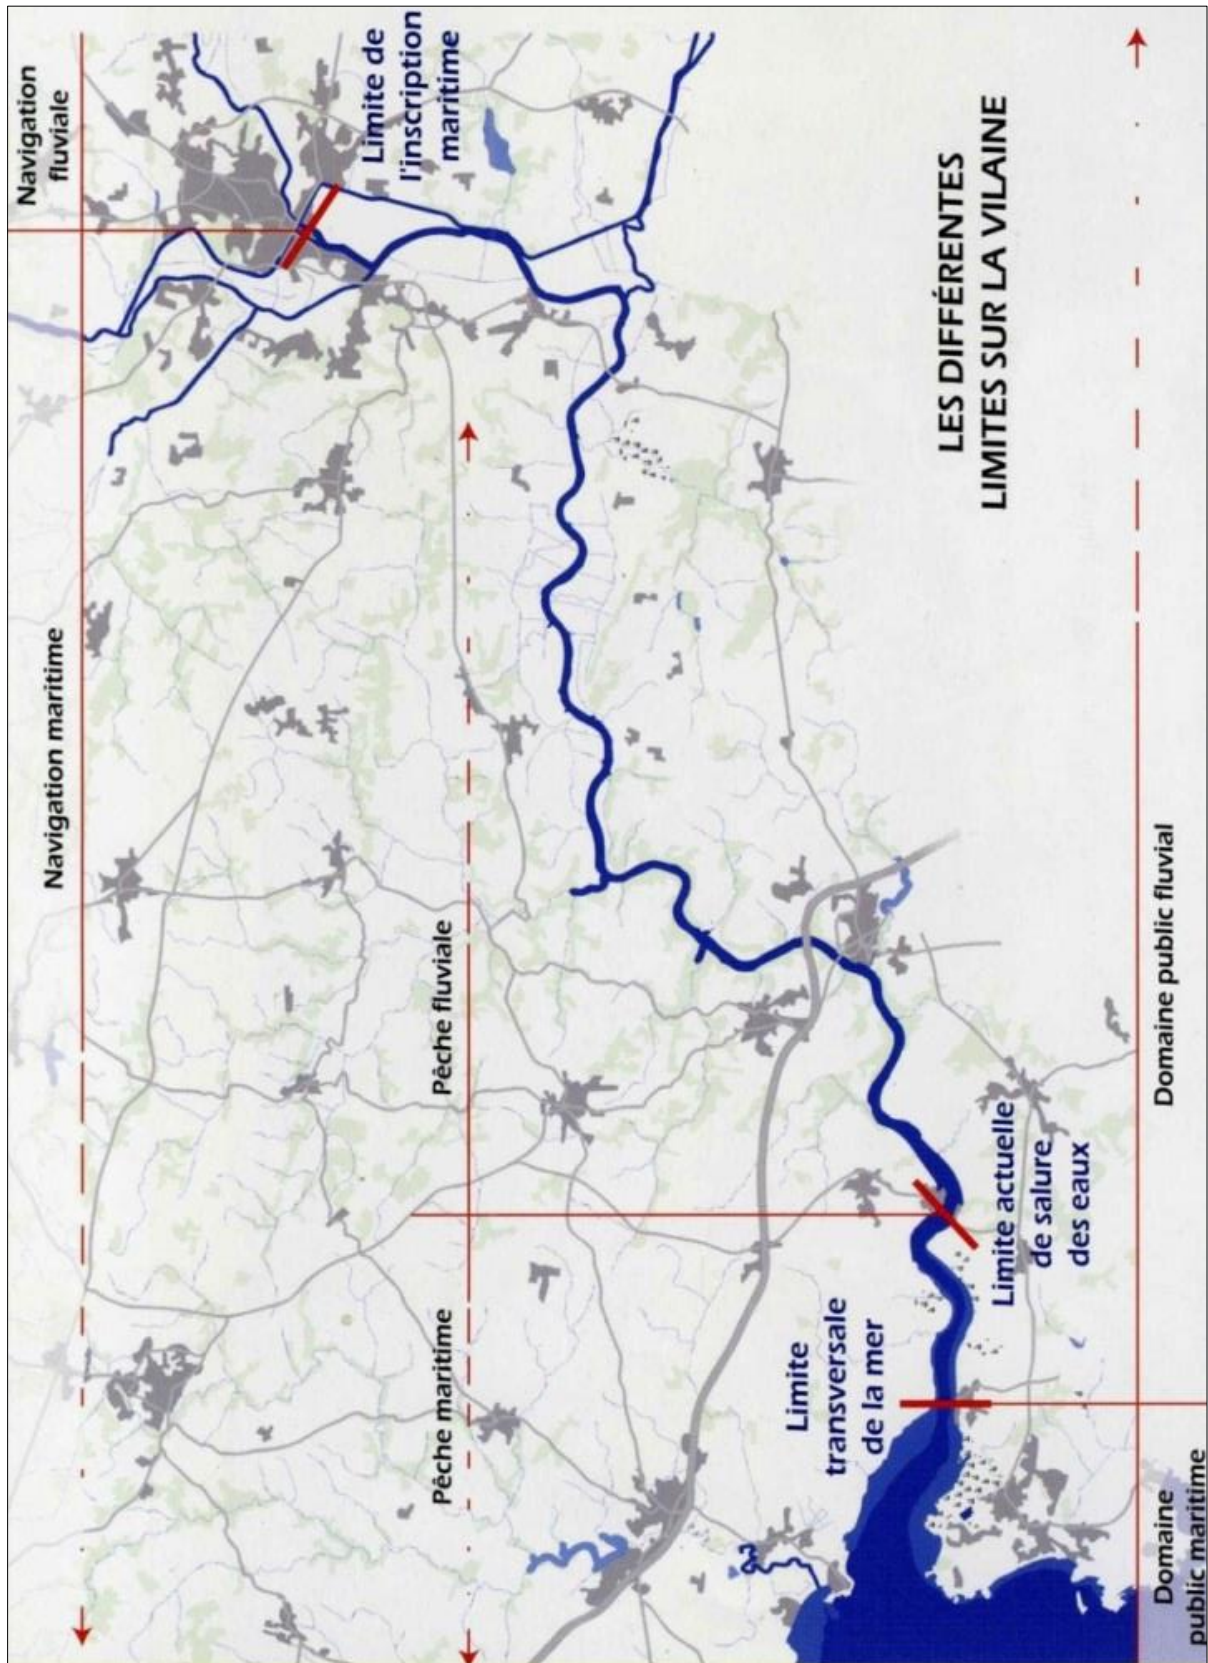 LES DIFFÉRENTES
LIMITES SUR LA VILAINE
Navigation maritime
Navigation
fluviale
Limite de
l'inscription
maritime
Pêche maritime
Pêche fluviale
Limite
transversale
de la mer
Limite actuelle
de salure
des eaux
Domaine
public maritime
Domaine public fluvial